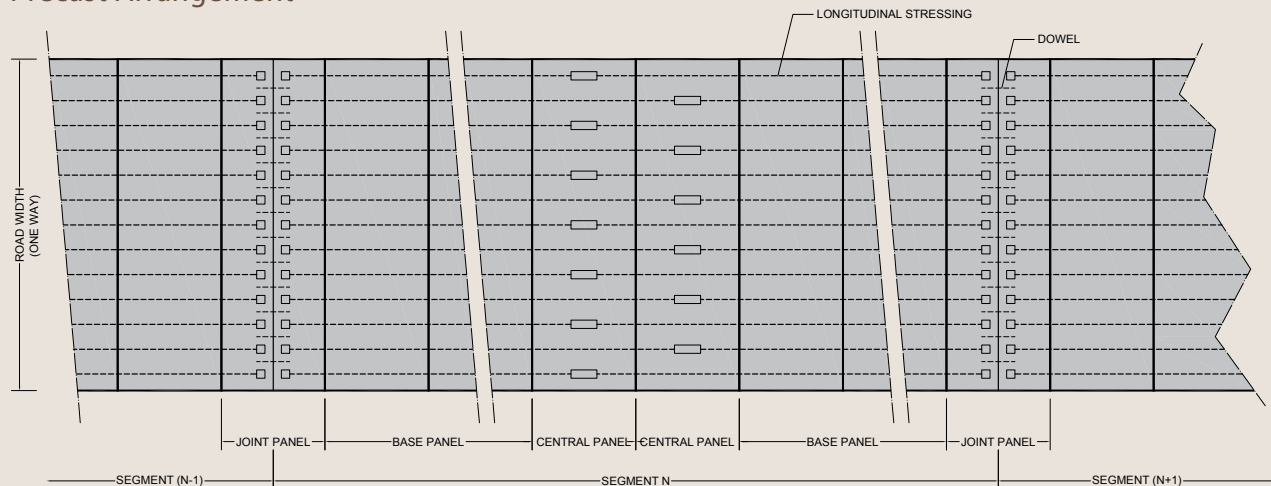 Precast Arrangement
LONGITUDINAL STRESSING
DOWEL
ROAD WIDTH
(ONE WAY)
JOINT PANEL
BASE PANEL
CENTRAL PANEL
CENTRAL PANEL
BASE PANEL
JOINT PANEL
SEGMENT (N-1)
SEGMENT N
SEGMENT (N+1)